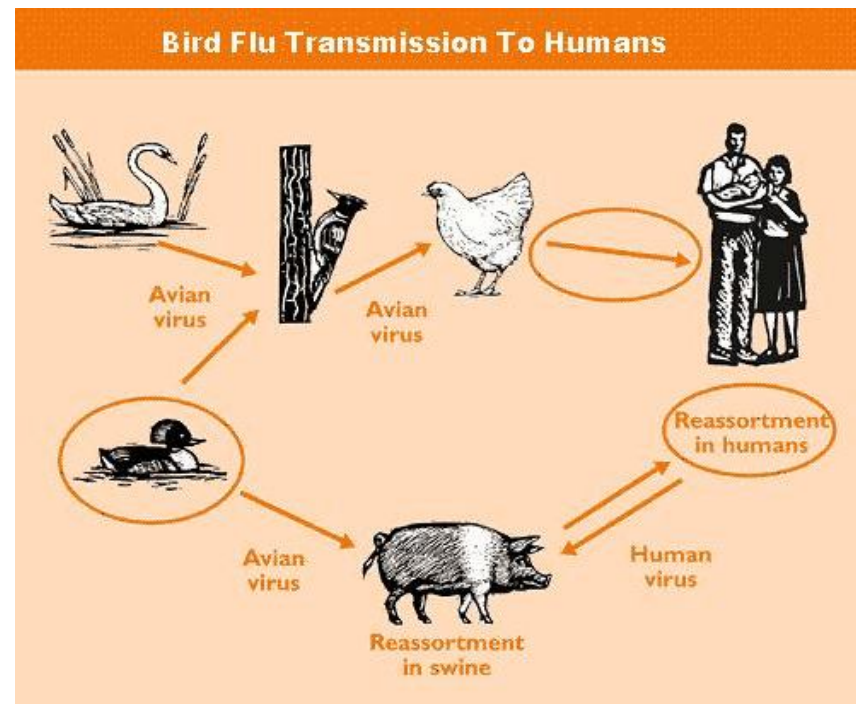 Bird Flu Transmission To Humans
Avian
virus
Avian
virus
Reassortment
in humans
Avian
virus
Human
virus
Reassortment
in swine